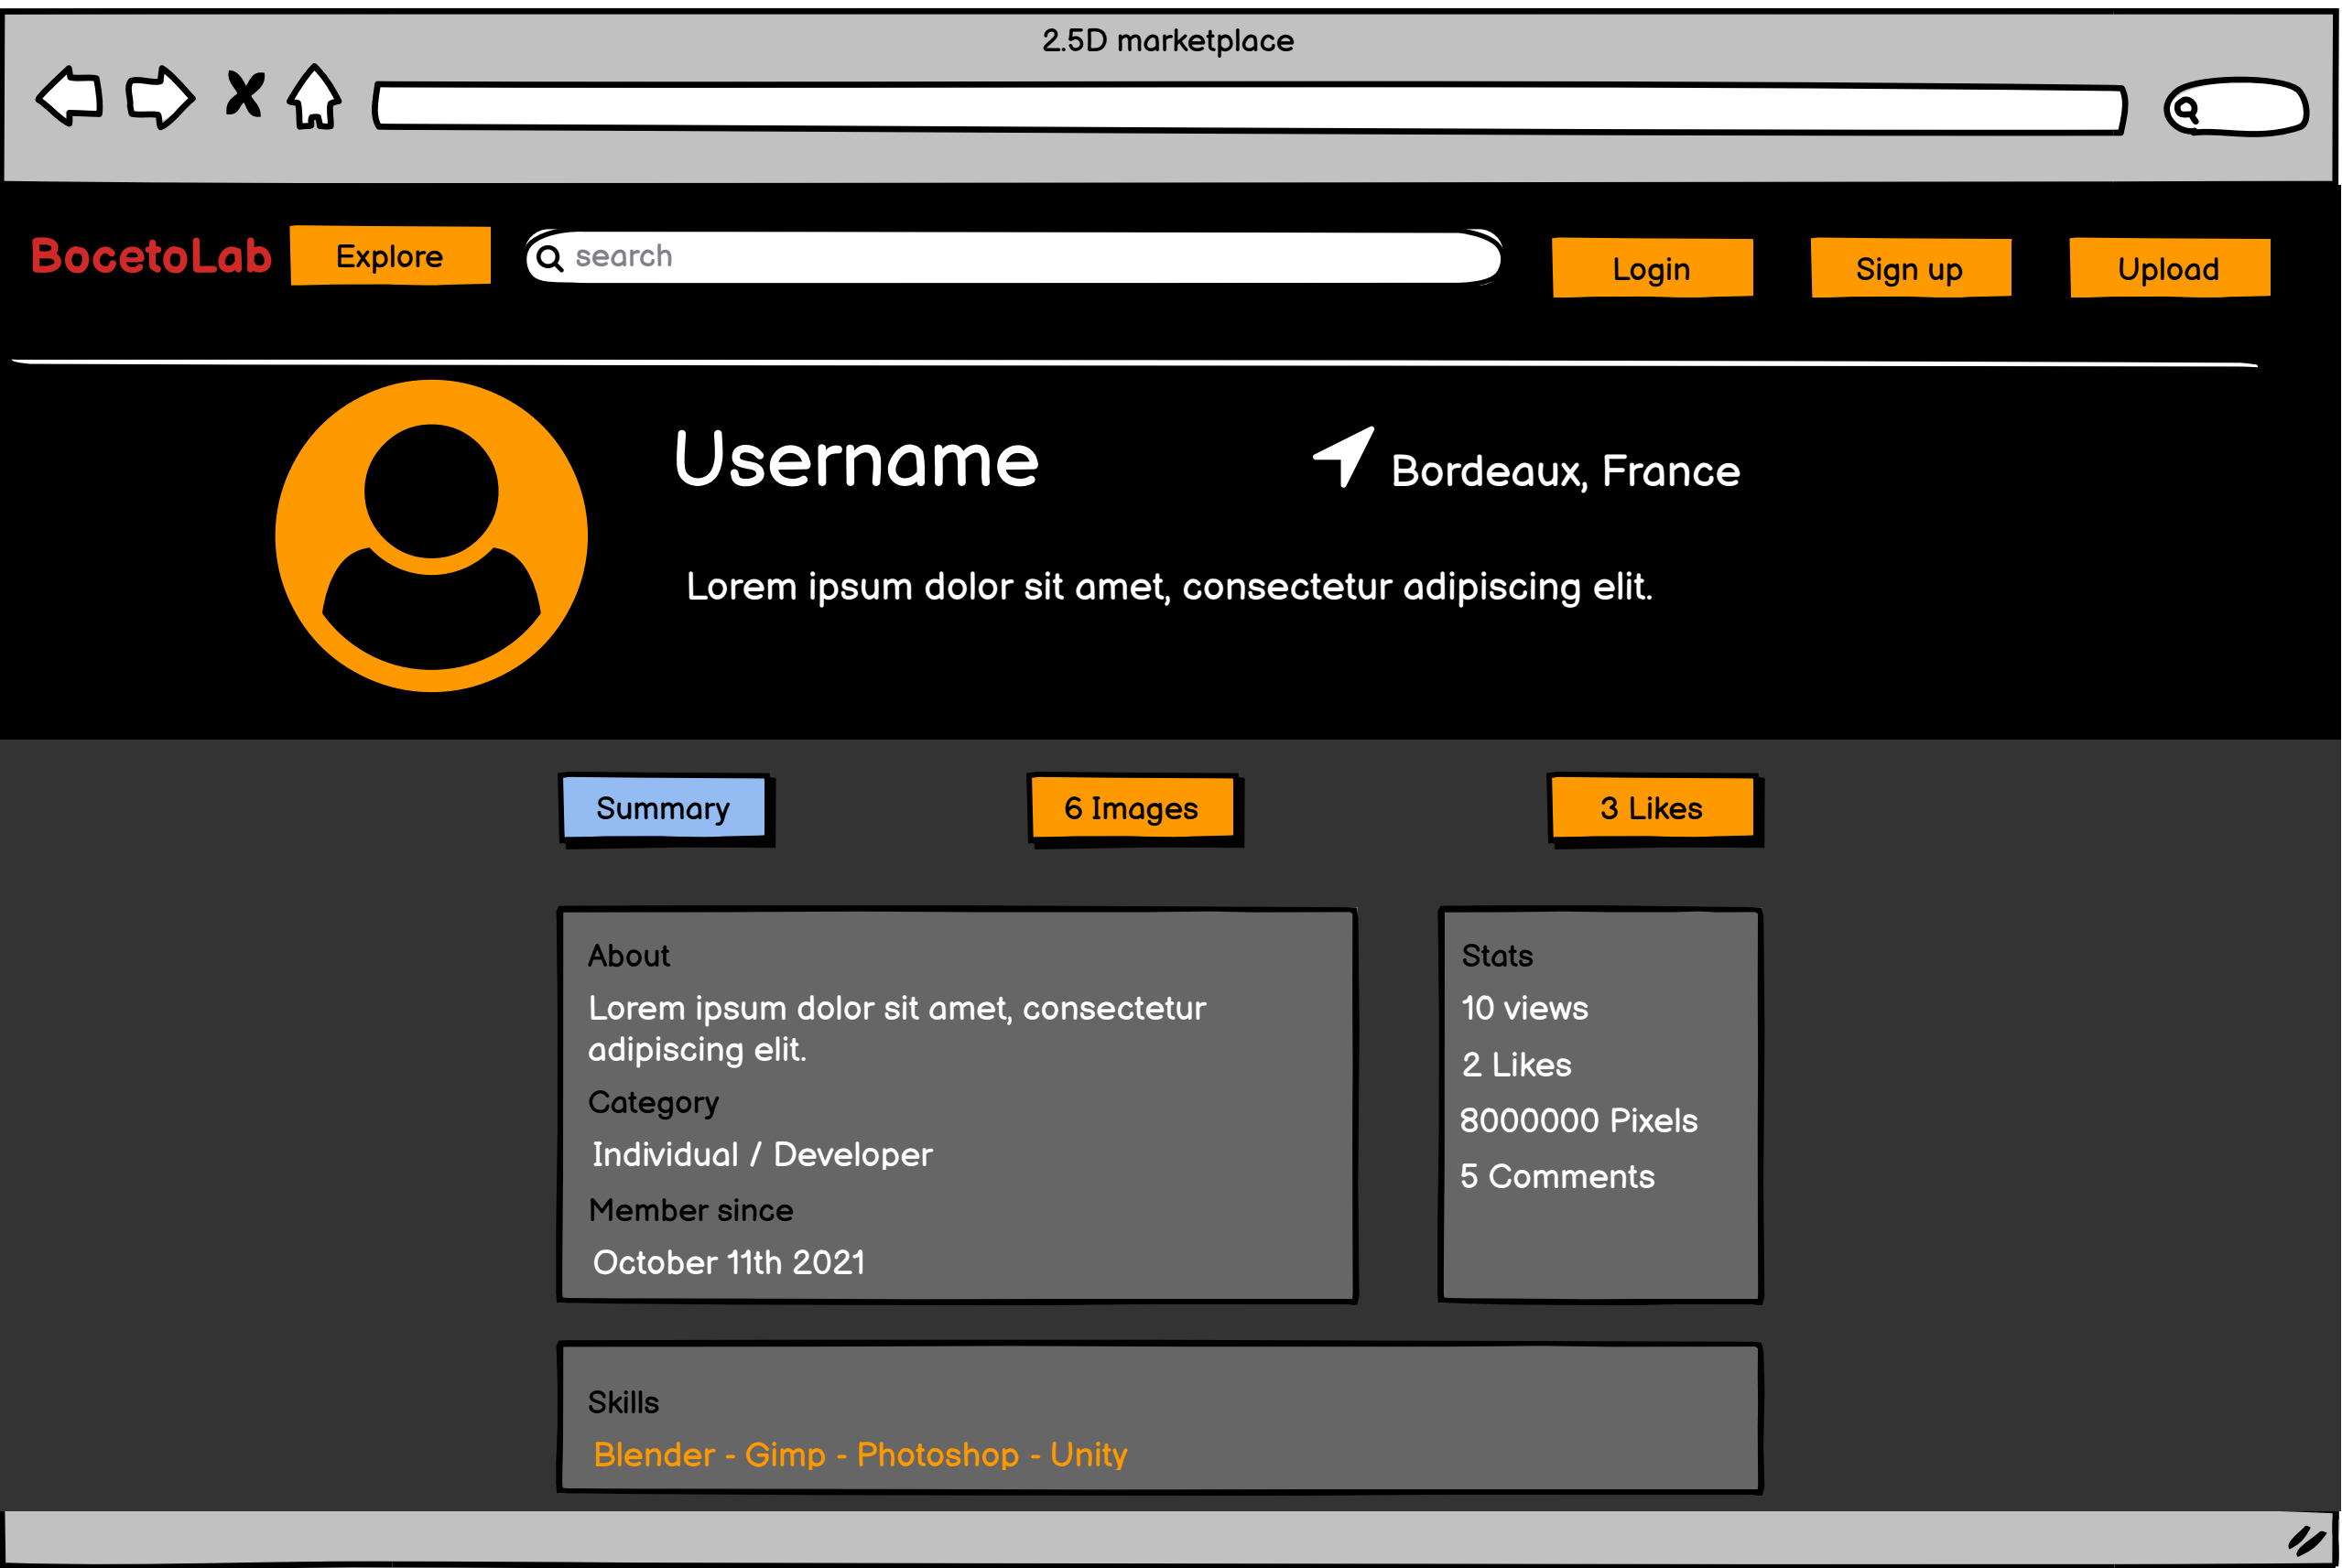 2.5D marketplace
BocetoLab
Explore
search
Login
Sign up
Upload
Username
Bordeaux, France
Lorem ipsum dolor sit amet, consectetur adipiscing elit.
Summary
6 Images
3 Likes
About
Lorem ipsum dolor sit amet, consectetur
adipiscing elit.
Category
Individual / Developer
Member since
October 11th 2021
Stats
10 views
2 Likes
8000000 Pixels
5 Comments
Skills
Blender - Gimp - Photoshop - Unity